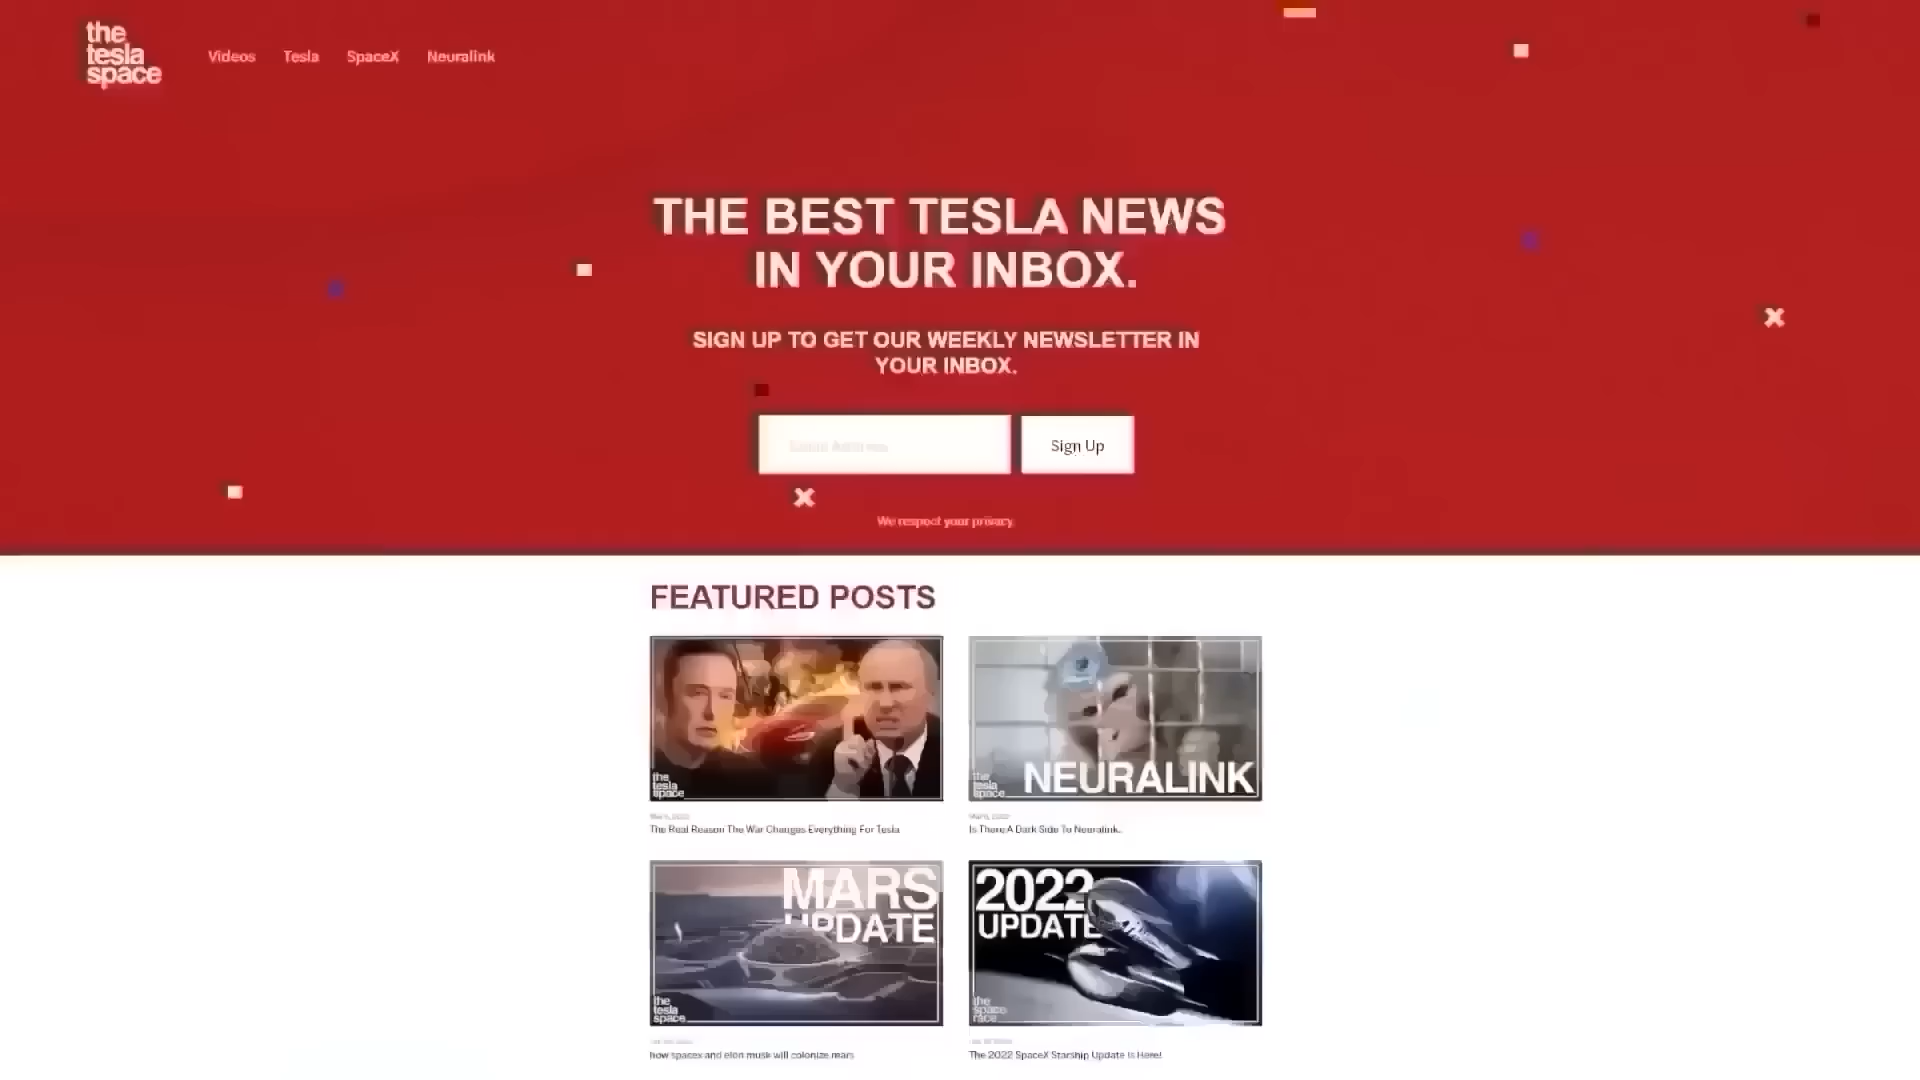 the
tesla
space
Videos Tesla SpaceX Neuralink
THE BEST TESLA NEWS
IN YOUR INBOX.
SIGN UP TO GET OUR WEEKLY NEWSLETTER IN
YOUR INBOX.
Email Address
Sign Up
We respect your privacy.
FEATURED POSTS
the
tesla
space
the
tesla
space
NEURALINK
The Real Reason The War Changes Everything For Tesla
Is There A Dark Side To Neuralink.
MARS
UPDATE
the
tesla
space
2022
UPDATE
the
space
race
how spacex and elon musk will colonize mars
The 2022 SpaceX Starship Update Is Here!